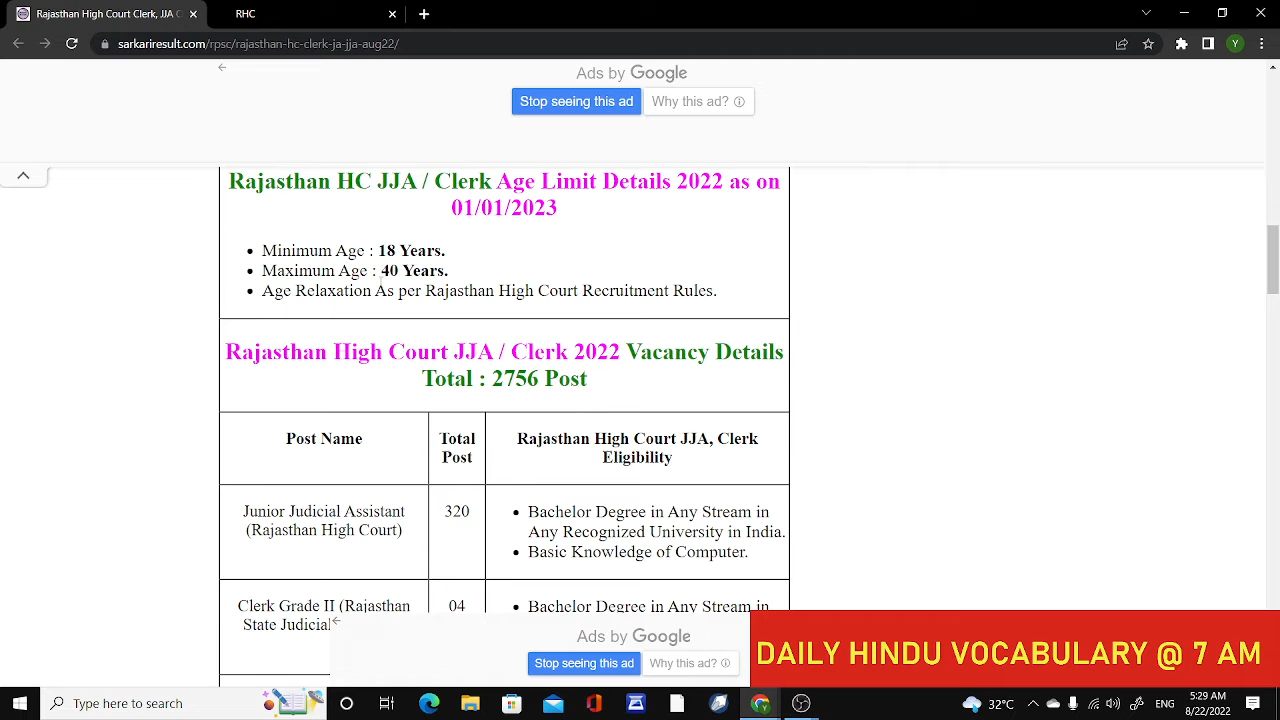 Rajasthan High Court Clerk, JJA C
RHC
sarkariresult.com/rpsc/rajasthan-hc-clerk-ja-jja-aug22/
Y
Ads by Google
Stop seeing this ad
Why this ad?
Rajasthan HC JJA / Clerk Age Limit Details 2022 as on
01/01/2023
Minimum Age : 18 Years.
Maximum Age : 40 Years.
Age Relaxation As per Rajasthan High Court Recruitment Rules.
Rajasthan High Court JJA / Clerk 2022 Vacancy Details
Total : 2756 Post
Post Name
Total
Post
Rajasthan High Court JJA, Clerk
Eligibility
Junior Judicial Assistant
(Rajasthan High Court)
320
Bachelor Degree in Any Stream in
Any Recognized University in India.
Basic Knowledge of Computer.
Clerk Grade II (Rajasthan
State Judicial
04
Bachelor Degree in Any Stream in
Ads by Google
Stop seeing this ad
Why this ad?
DAILY HINDU VOCABULARY @ 7 AM
Type here to search
32°C
ENG
5:29 AM
8/22/2022